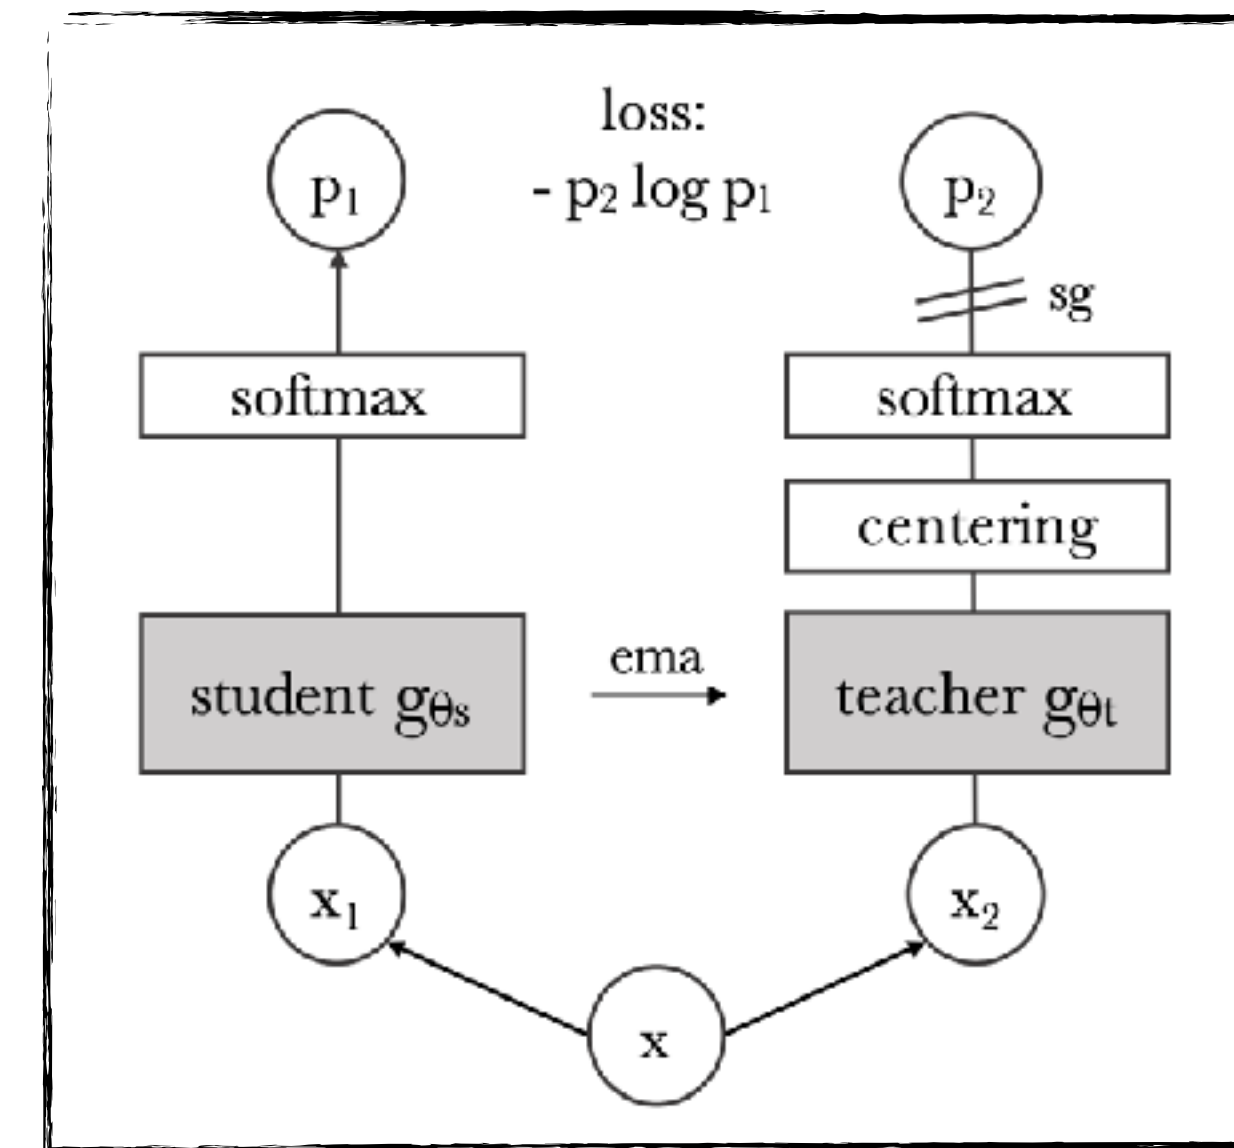 loss:
p₁
- p₂ log p₁
p₂
sg
softmax
softmax
centering
ema
student gθs
teacher gθt
x₁
x₂
x